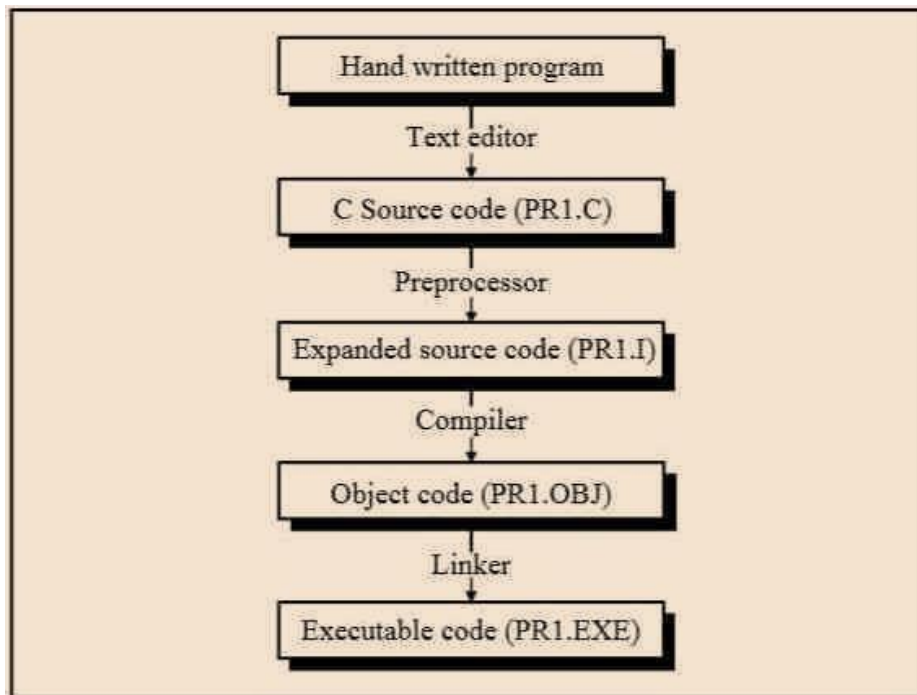 Hand written program
Text editor
C Source code (PR1.C)
Preprocessor
Expanded source code (PR1.I)
Compiler
Object code (PR1.OBJ)
Linker
Executable code (PR1.EXE)